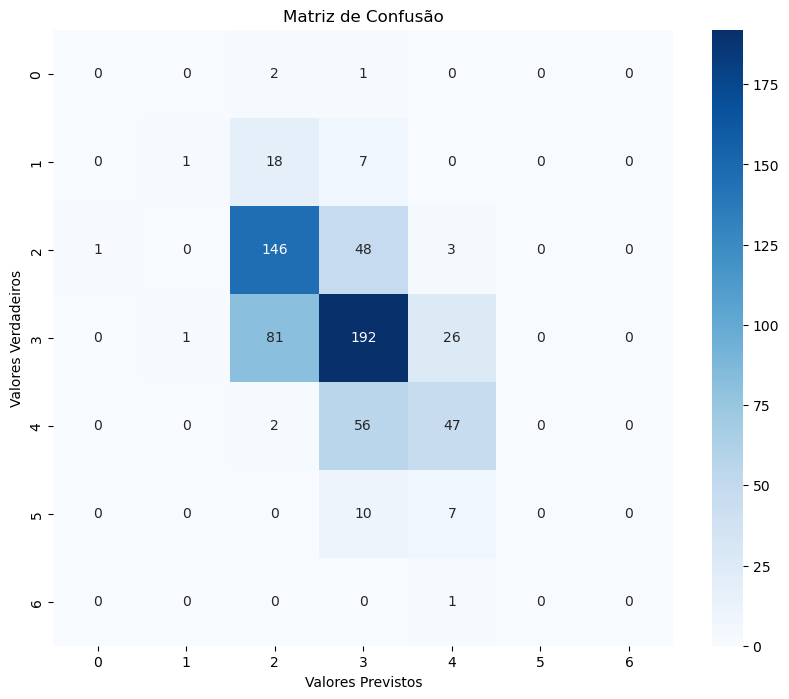 Matriz de Confusão
0 0 0 2 1 0 0 0
1 0 1 18 7 0 0 0
2 1 0 146 48 3 0 0
3 0 1 81 192 26 0 0
4 0 0 2 56 47 0 0
5 0 0 0 10 7 0 0
6 0 0 0 0 1 0 0
0 1 2 3 4 5 6
Valores Verdadeiros
Valores Previstos
175
150
125
100
75
50
25
0